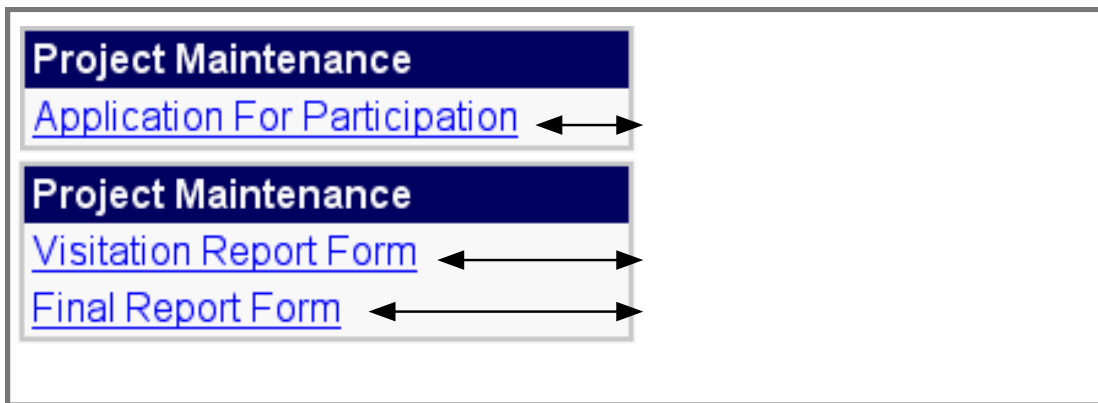 Project Maintenance
Application For Participation
Project Maintenance
Visitation Report Form
Final Report Form